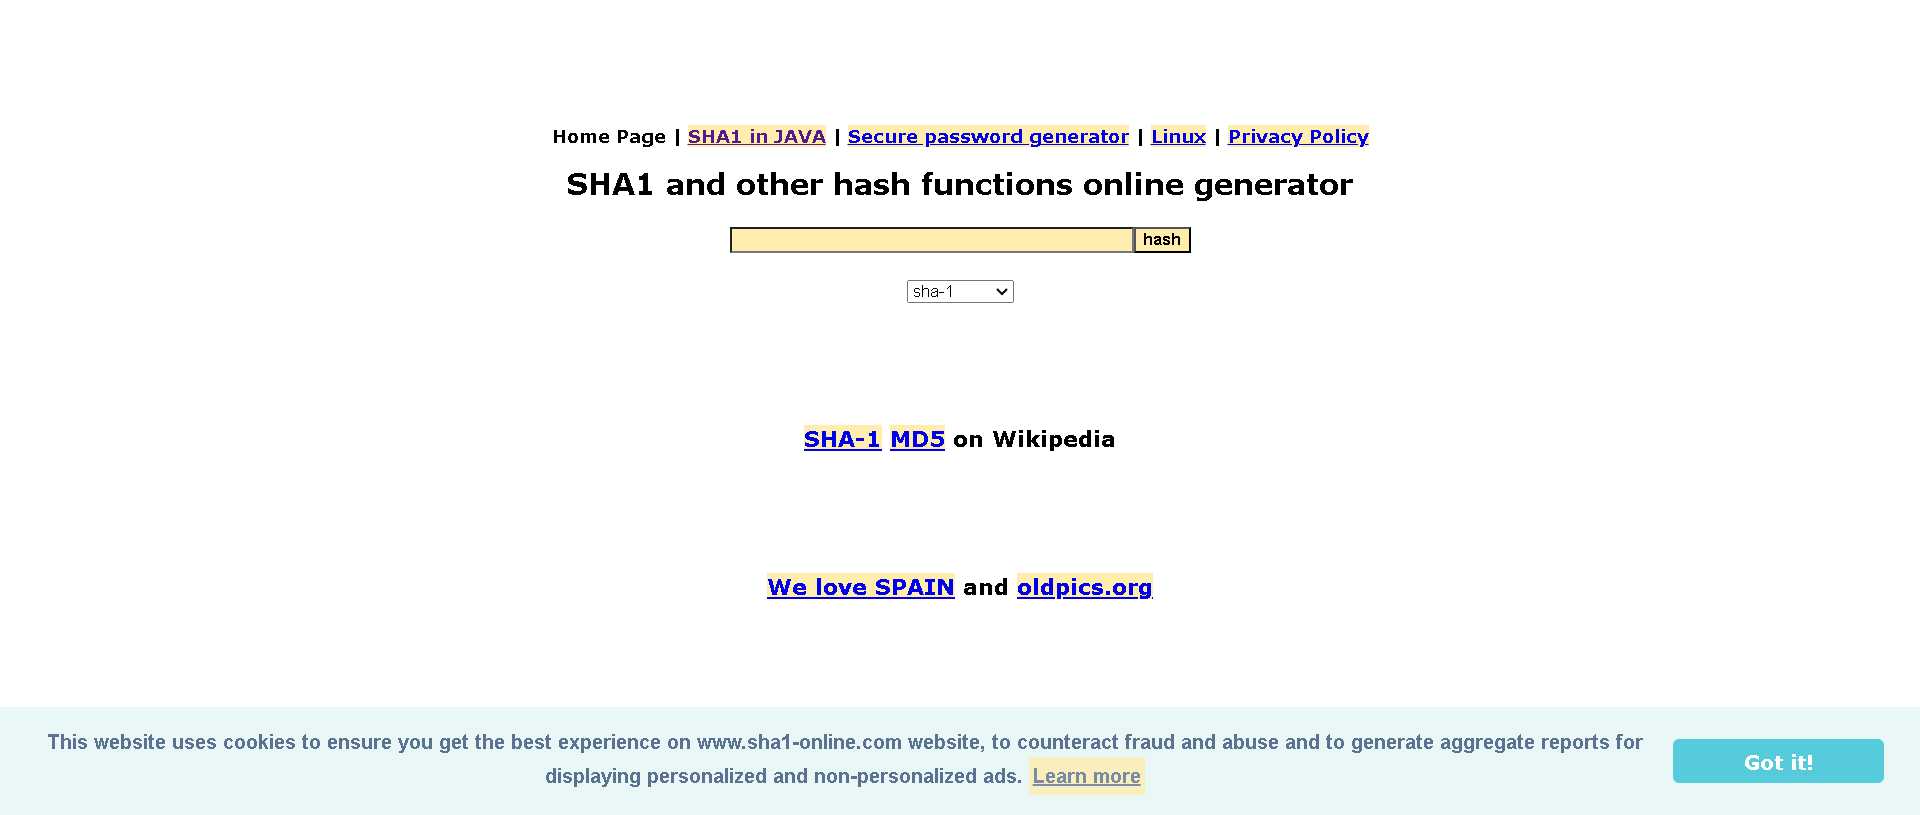 Home Page | SHA1 in JAVA | Secure password generator | Linux | Privacy Policy
SHA1 and other hash functions online generator
hash
sha-1
SHA-1 MD5 on Wikipedia
We love SPAIN and oldpics.org
This website uses cookies to ensure you get the best experience on www.sha1-online.com website, to counteract fraud and abuse and to generate aggregate reports for
displaying personalized and non-personalized ads. Learn more
Got it!